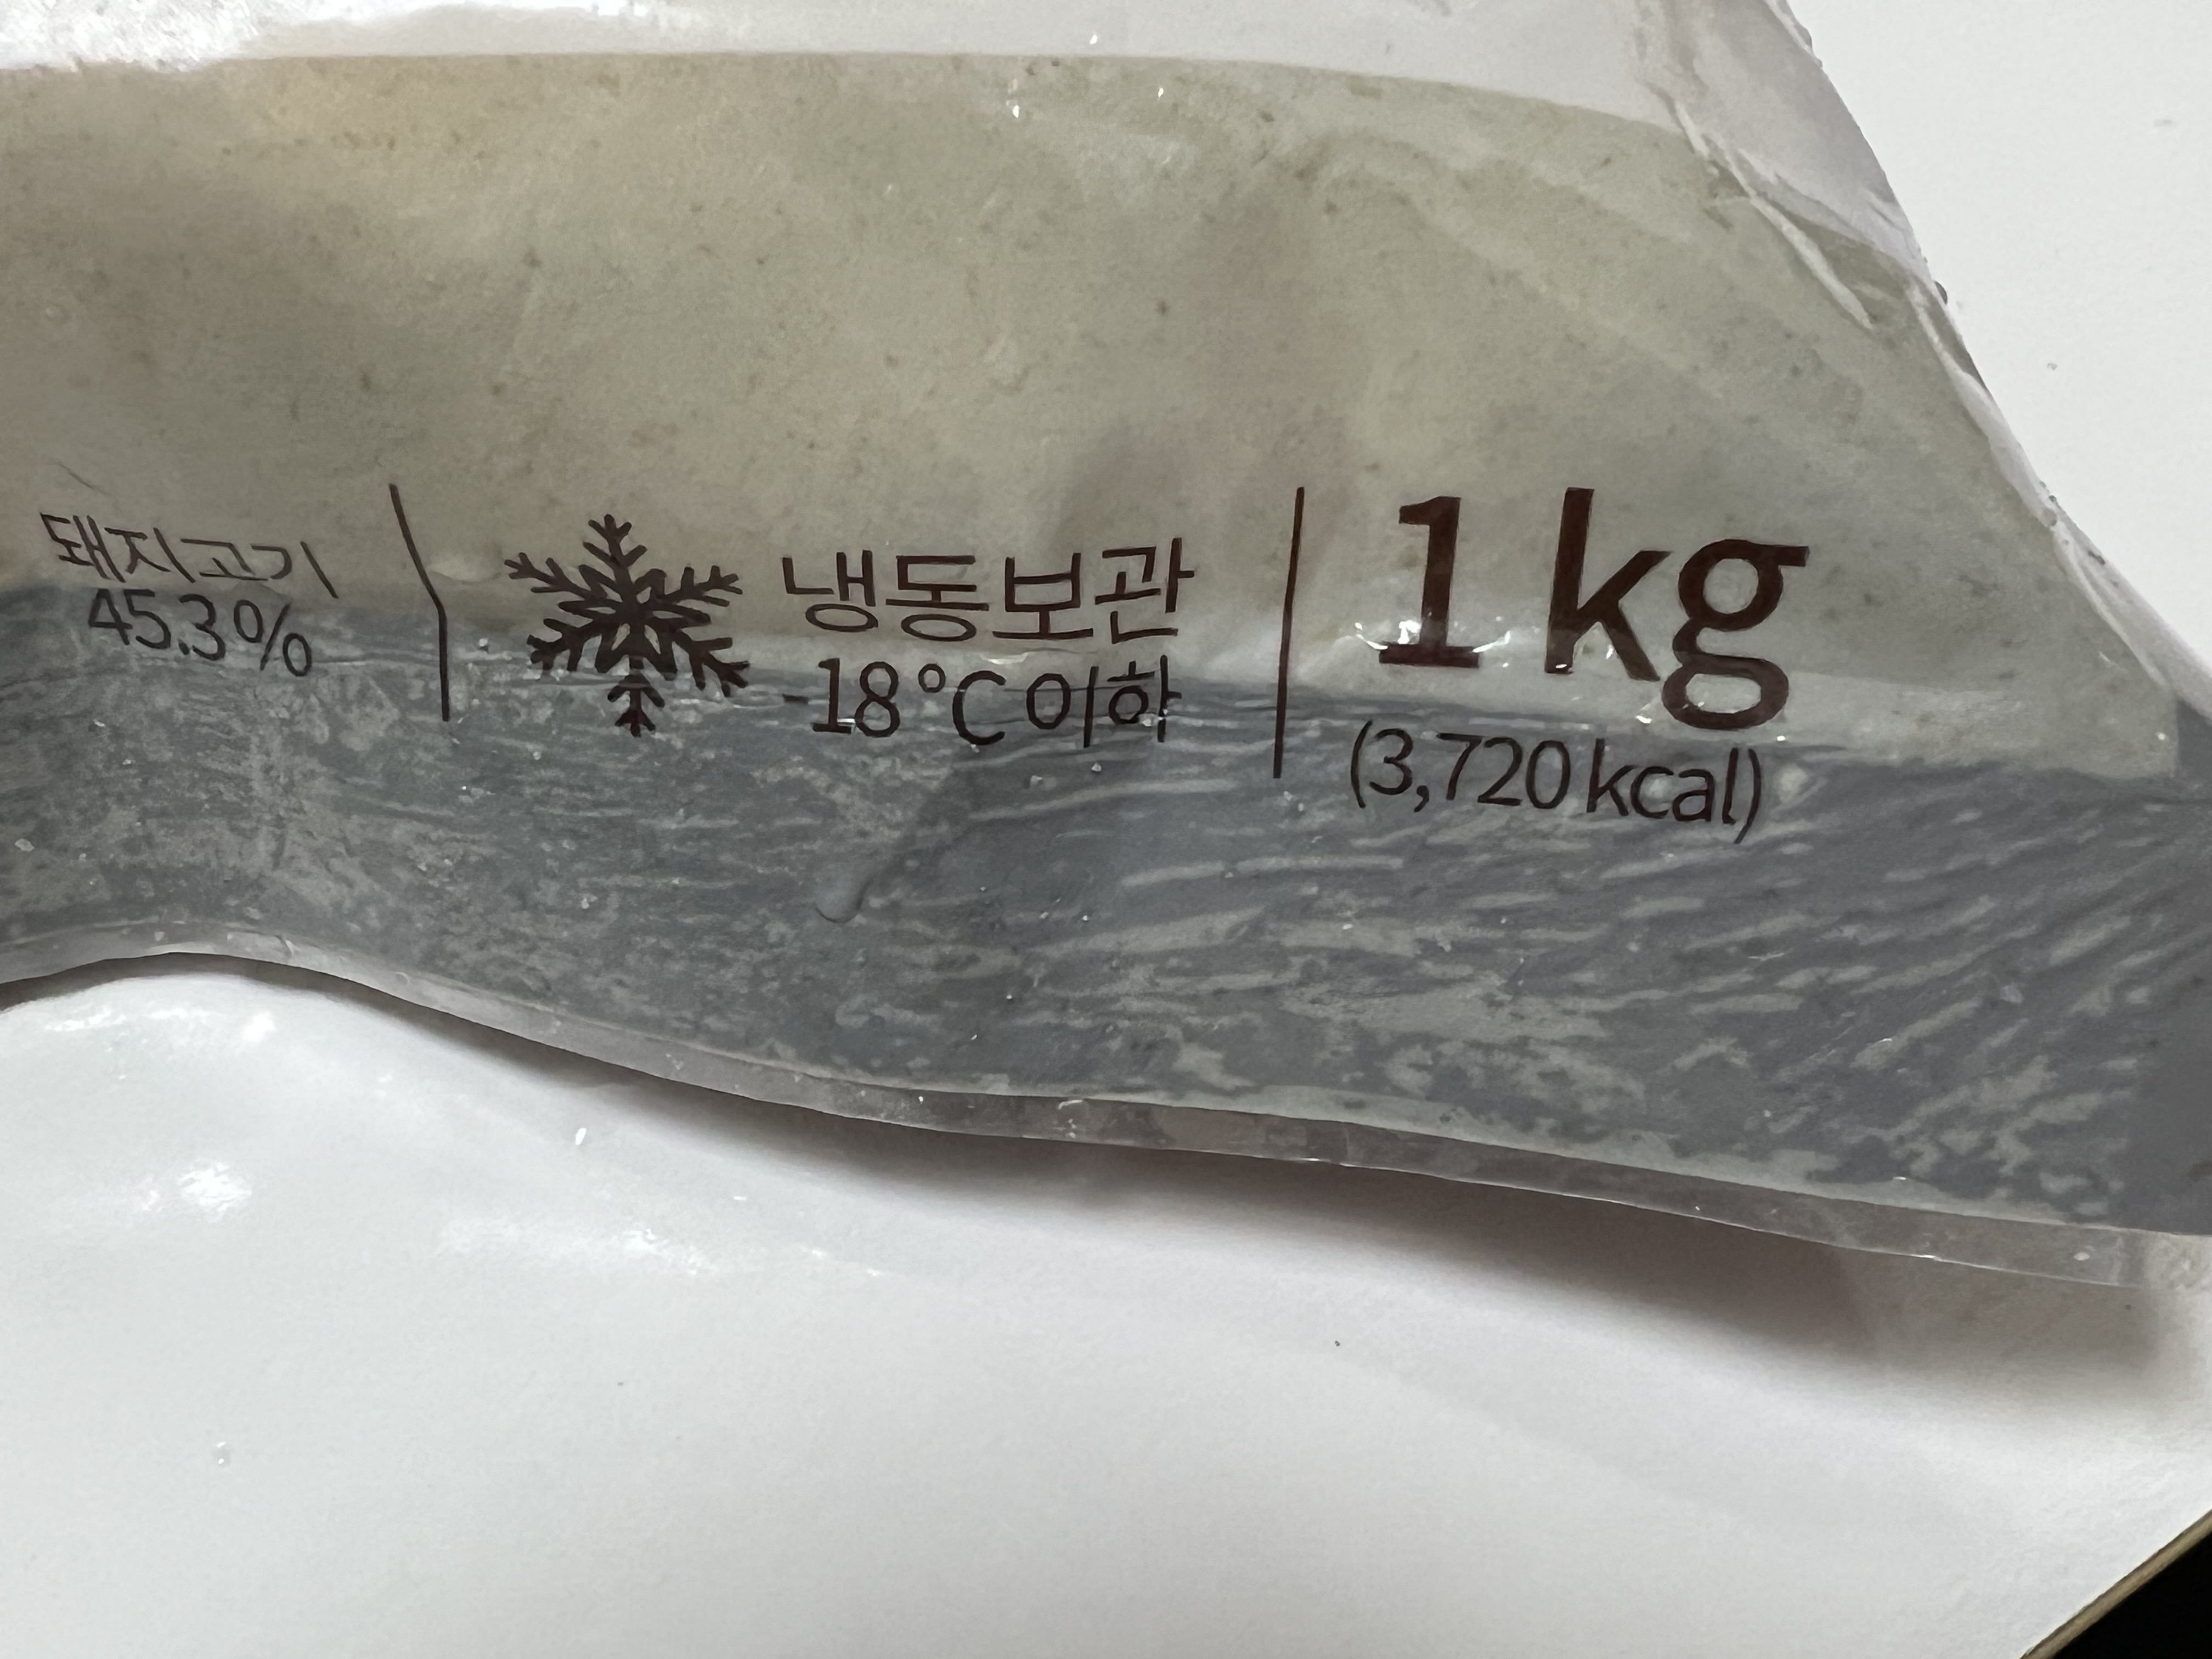 돼지고기
45.3%
냉동보관
-18°C 이하
1kg
(3,720 kcal)